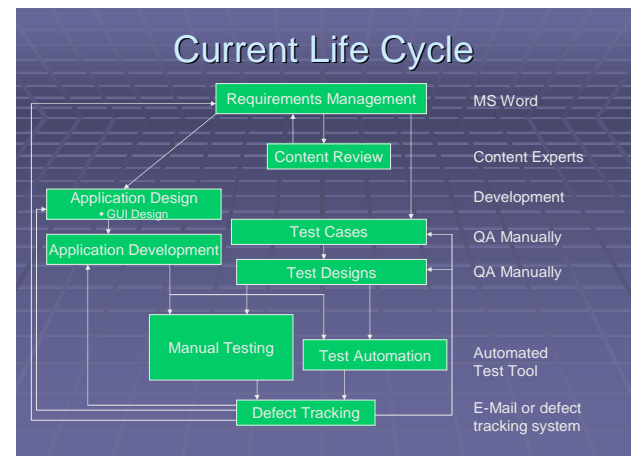 Current Life Cycle
Requirements Management
MS Word
Content Review
Content Experts
Application Design
• GUI Design
Development
Test Cases
QA Manually
Application Development
Test Designs
QA Manually
Manual Testing
Test Automation
Automated
Test Tool
Defect Tracking
E-Mail or defect
tracking system